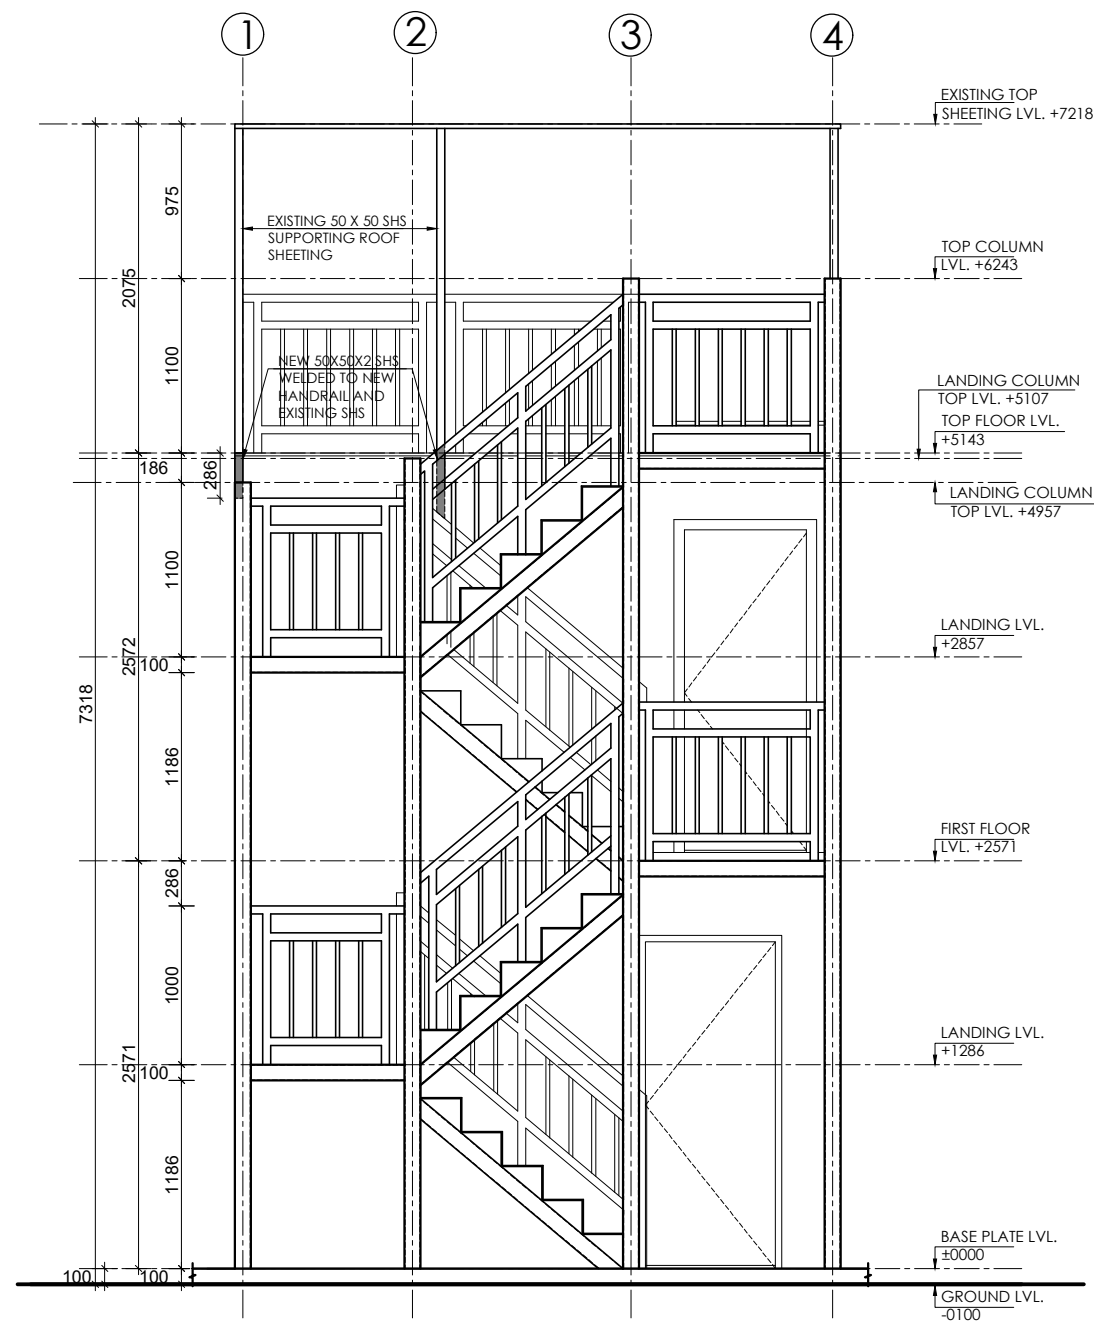 1
2
3
4
EXISTING TOP
SHEETING LVL. +7218
975
EXISTING 50 X 50 SHS
SUPPORTING ROOF
SHEETING
TOP COLUMN
LVL. +6243
2075
1100
NEW 50X50X2 SHS
WELDED TO NEW
HANDRAIL AND
EXISTING SHS
LANDING COLUMN
TOP LVL. +5107
TOP FLOOR LVL.
+5143
186
286
LANDING COLUMN
TOP LVL. +4957
1100
LANDING LVL.
+2857
2572
100
7318
1186
FIRST FLOOR
LVL. +2571
286
1000
LANDING LVL.
+1286
2571
100
1186
BASE PLATE LVL.
±0000
100
100
GROUND LVL.
-0100